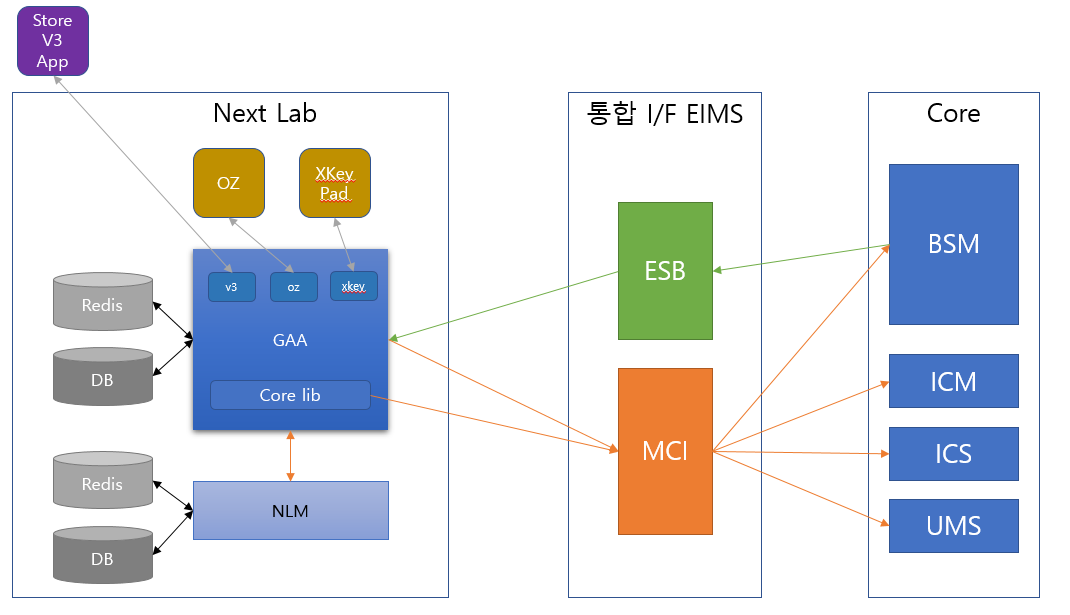 Store
V3
App
Next Lab
통합 I/F EIMS
Core
OZ
XKey
Pad
BSM
ESB
v3
oz
xkey
Redis
GAA
DB
Core lib
ICM
MCI
ICS
Redis
NLM
UMS
DB